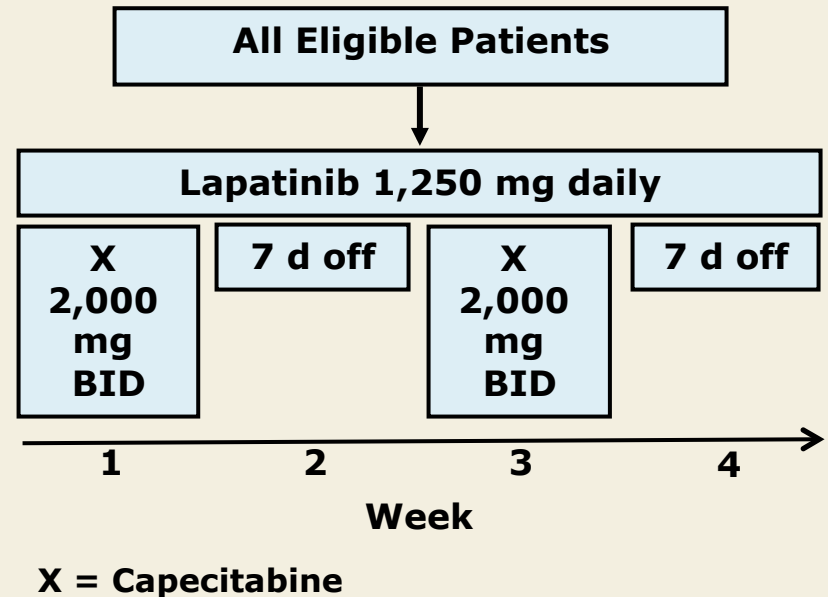 All Eligible Patients
Lapatinib 1,250 mg daily
X
2,000
mg
BID
7 d off
X
2,000
mg
BID
7 d off
1
2
3
4
Week
X = Capecitabine